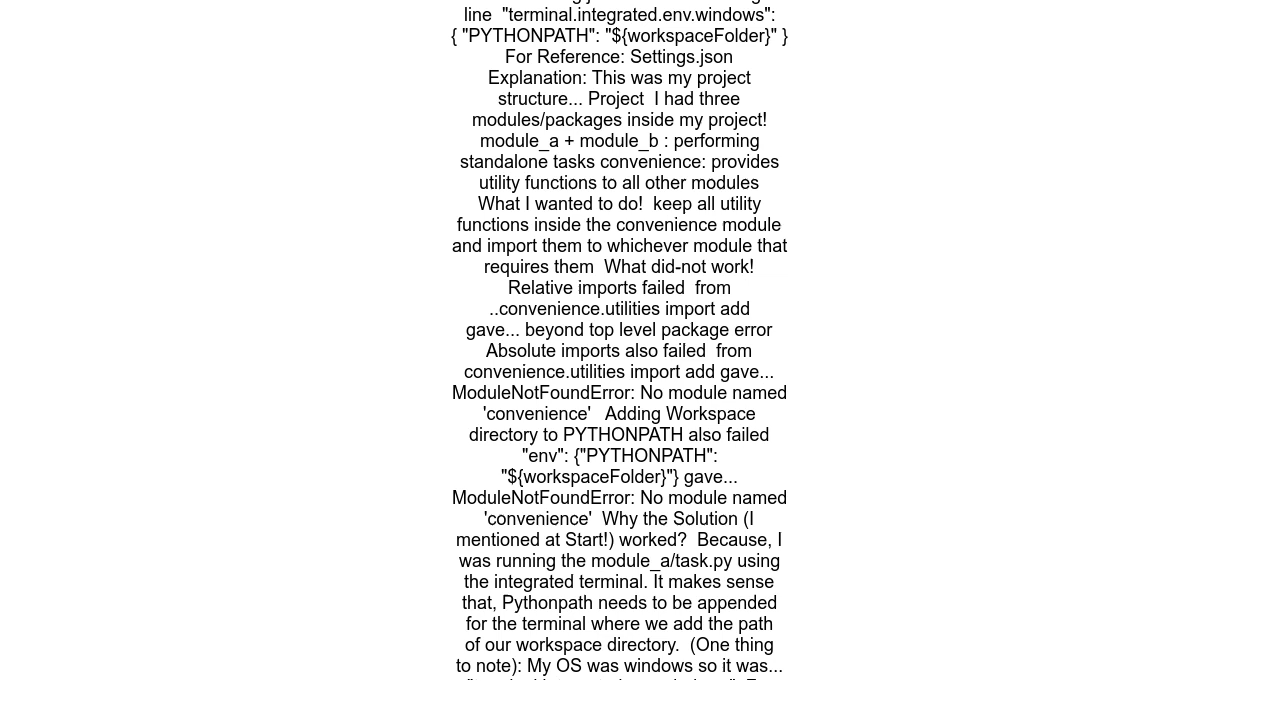 line  "terminal.integrated.env.windows":
{ "PYTHONPATH": "${workspaceFolder}" }
For Reference: Settings.json
Explanation: This was my project
structure... Project  I had three
modules/packages inside my project!
module_a + module_b : performing
standalone tasks convenience: provides
utility functions to all other modules
What I wanted to do!  keep all utility
functions inside the convenience module
and import them to whichever module that
requires them  What did-not work!
Relative imports failed  from
..convenience.utilities import add
gave... beyond top level package error
Absolute imports also failed  from
convenience.utilities import add gave...
ModuleNotFoundError: No module named
'convenience'   Adding Workspace
directory to PYTHONPATH also failed
"env": {"PYTHONPATH":
"${workspaceFolder}"} gave...
ModuleNotFoundError: No module named
'convenience'  Why the Solution (I
mentioned at Start!) worked?  Because, I
was running the module_a/task.py using
the integrated terminal. It makes sense
that, Pythonpath needs to be appended
for the terminal where we add the path
of our workspace directory.  (One thing
to note): My OS was windows so it was...